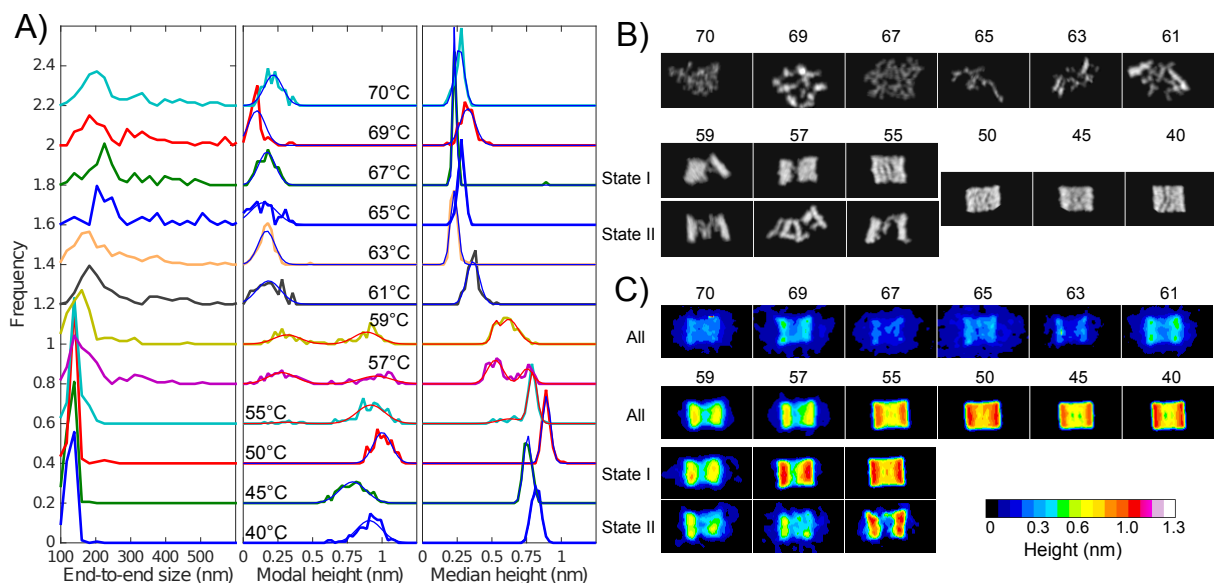 A)
Frequency
2.4
2.2
2
1.8
1.6
1.4
1.2
1
0.8
0.6
0.4
0.2
0
70°C
69°C
67°C
65°C
63°C
61°C
59°C
57°C
55°C
50°C
45°C
40°C
100 200 300 400 500
0 0.25 0.5 0.75 1
0.25 0.5 0.75 1
End-to-end size (nm)
Modal height (nm)
Median height (nm)
B)
70 69 67 65 63 61
59 57 55 50 45 40
State I
State II
C)
70 69 67 65 63 61
All
59 57 55 50 45 40
All
State I
State II
0 0.3 0.6 1.0 1.3
Height (nm)